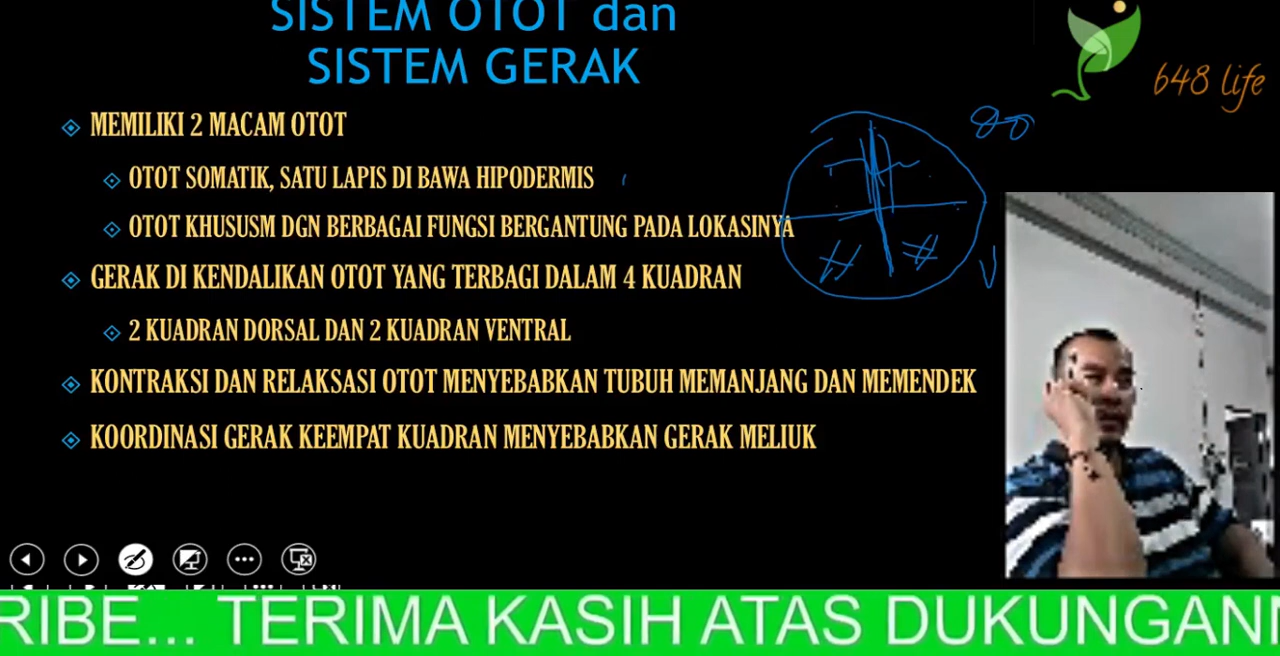 SISTEM OTOT dan
SISTEM GERAK
648 life
MEMILIKI 2 MACAM OTOT
OTOT SOMATIK, SATU LAPIS DI BAWA HIPODERMIS
OTOT KHUSUSM DGN BERBAGAI FUNGSI BERGANTUNG PADA LOKASINYA
GERAK DI KENDALIKAN OTOT YANG TERBAGI DALAM 4 KUADRAN
2 KUADRAN DORSAL DAN 2 KUADRAN VENTRAL
KONTRAKSI DAN RELAKSASI OTOT MENYEBABKAN TUBUH MEMANJANG DAN MEMENDEK
KOORDINASI GERAK KEEMPAT KUADRAN MENYEBABKAN GERAK MELIUK
RIBE... TERIMA KASIH ATAS DUKUNGANN